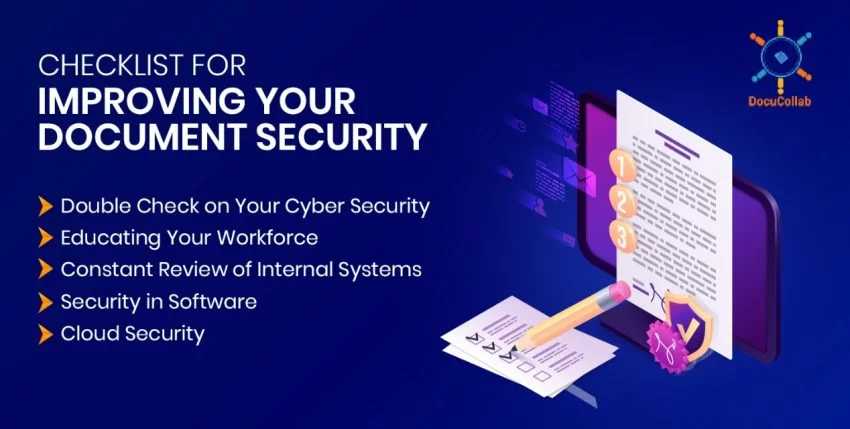 CHECKLIST FOR
IMPROVING YOUR
DOCUMENT SECURITY
Double Check on Your Cyber Security
Educating Your Workforce
Constant Review of Internal Systems
Security in Software
Cloud Security
DocuCollab
1
2
3